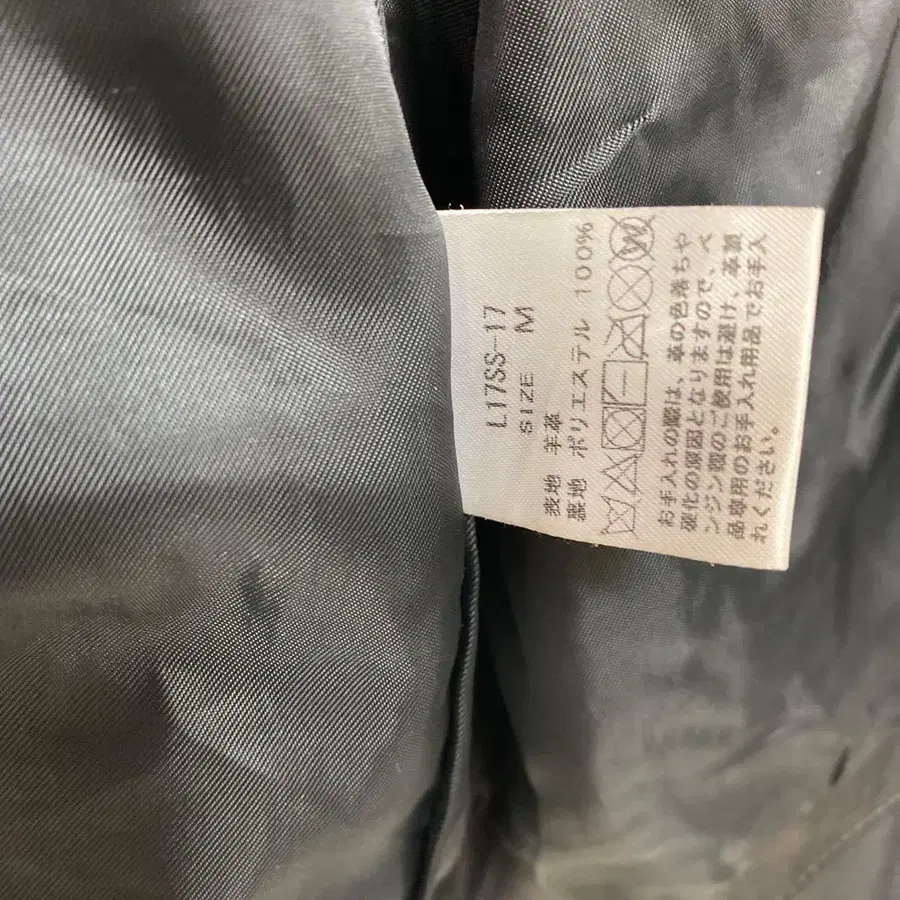 L17SS-17
SIZE M
表地 羊革
裏地 ポリエステル 100%
お手入れの際は、革の色落ちや
硬化の原因となりますので、ベ
ンジン類のご使用は避け、革製
品専用のお手入れ用品でお手入
れください。